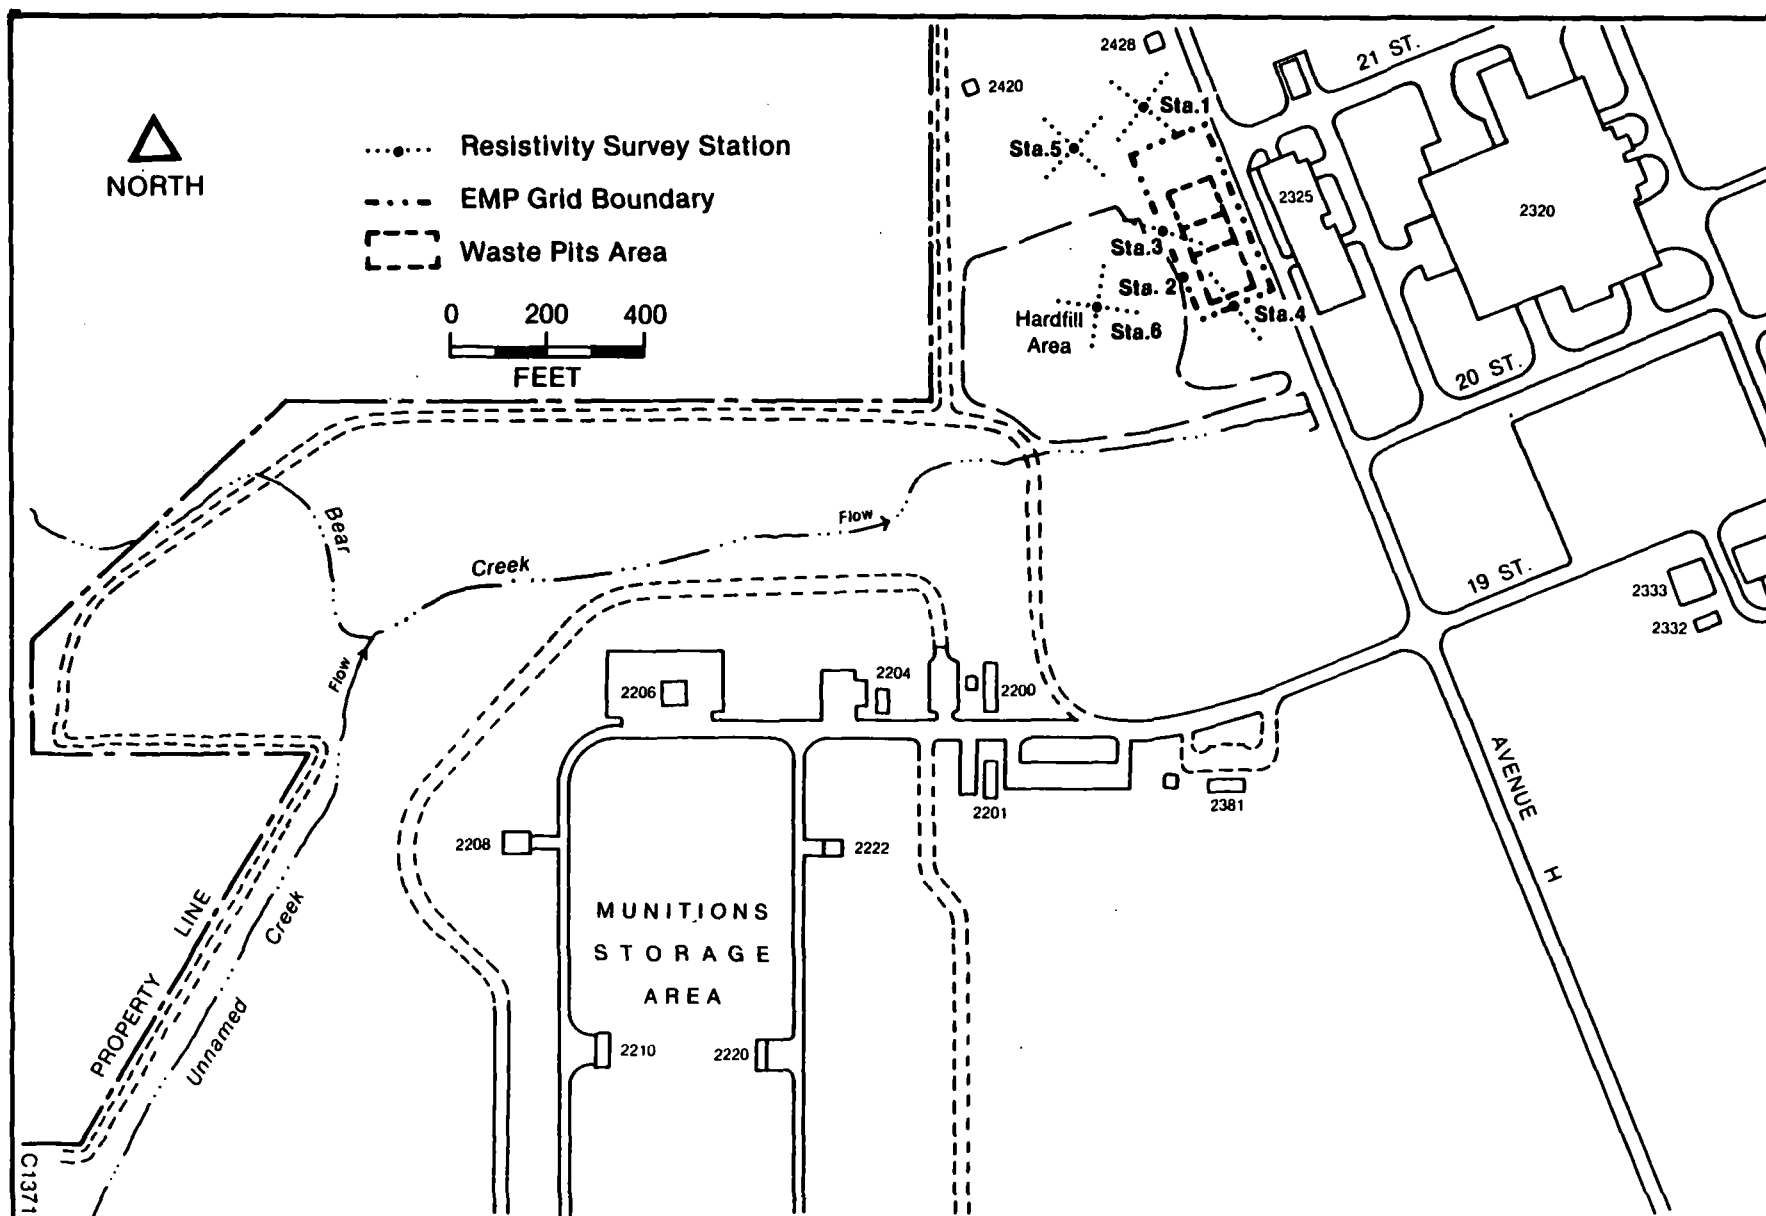 21 ST.
2428
2420
Sta.1
Resistivity Survey Station
Sta.5
NORTH
EMP Grid Boundary
2325
2320
Waste Pits Area
Sta.3
Sta. 2
0 200 400
FEET
Hardfill
Area
Sta.6
Sta.4
20 ST.
Bear
Flow
Creek
19 ST.
2333
2332
Flow
2206
2204
2200
AVENUE H
2201
2381
2208
2222
PROPERTY LINE
Unnamed Creek
MUNITIONS
STORAGE
AREA
2210
2220
C1371